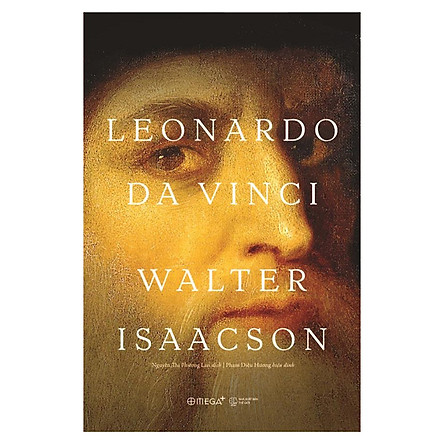 LEONARDO
DA VINCI
WALTER
ISAACSON
Nguyễn Thị Phương Lan dịch | Phạm Diệu Hương hiệu đính
OMEGA+